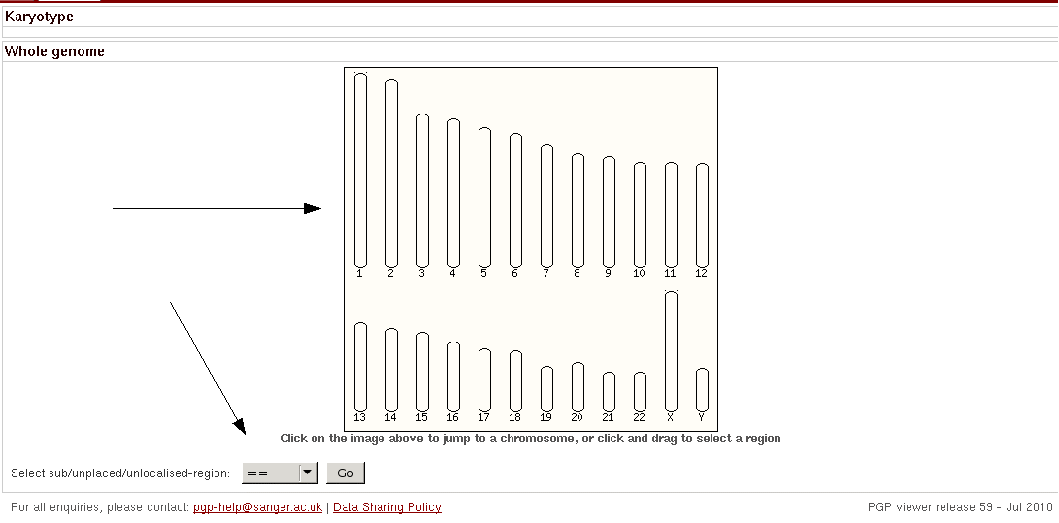 Karyotype
Whole genome
1 2 3 4 5 6 7 8 9 10 11 12
13 14 15 16 17 18 19 20 21 22 X Y
Click on the image above to jump to a chromosome, or click and drag to select a region
Select sub/unplaced/unlocalised-region: == Go
For all enquiries, please contact: pgp-help@sanger.ac.uk | Data Sharing Policy PGP viewer release 59 - Jul 2010